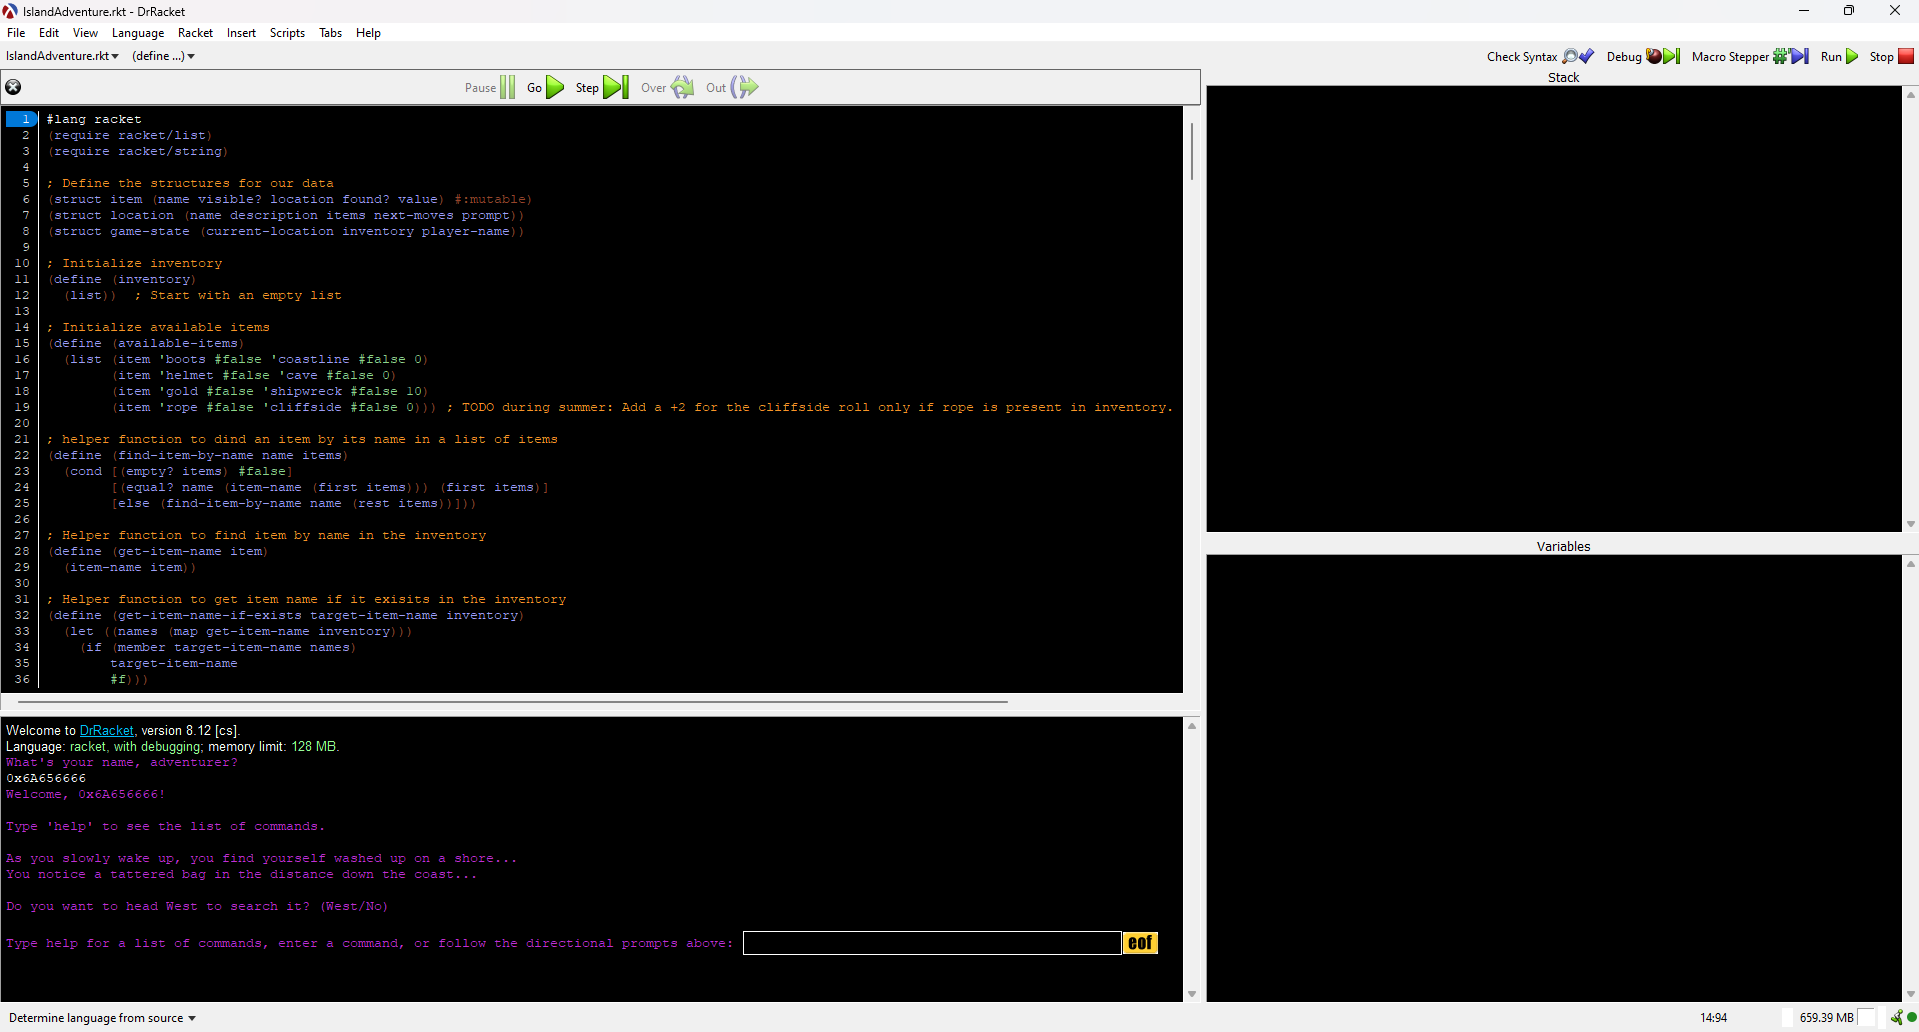 IslandAdventure.rkt - DrRacket
File Edit View Language Racket Insert Scripts Tabs Help
IslandAdventure.rkt (define ...) Check Syntax Debug Macro Stepper Run Stop
Pause Go Step Over Out
Stack
1 #lang racket
2 (require racket/list)
3 (require racket/string)
4
5 ; Define the structures for our data
6 (struct item (name visible? location found? value) #:mutable)
7 (struct location (name description items next-moves prompt))
8 (struct game-state (current-location inventory player-name))
9
10 ; Initialize inventory
11 (define (inventory)
12   (list))  ; Start with an empty list
13
14 ; Initialize available items
15 (define (available-items)
16   (list (item 'boots #false 'coastline #false 0)
17         (item 'helmet #false 'cave #false 0)
18         (item 'gold #false 'shipwreck #false 10)
19         (item 'rope #false 'cliffside #false 0))) ; TODO during summer: Add a +2 for the cliffside roll only if rope is present in inventory.
20
21 ; helper function to dind an item by its name in a list of items
22 (define (find-item-by-name name items)
23   (cond [(empty? items) #false]
24         [(equal? name (item-name (first items))) (first items)]
25         [else (find-item-by-name name (rest items))]))
26
27 ; Helper function to find item by name in the inventory
28 (define (get-item-name item)
29   (item-name item))
30
31 ; Helper function to get item name if it exisits in the inventory
32 (define (get-item-name-if-exists target-item-name inventory)
33   (let ((names (map get-item-name inventory)))
34     (if (member target-item-name names)
35         target-item-name
36         #f)))
Variables
Welcome to DrRacket, version 8.12 [cs].
Language: racket, with debugging; memory limit: 128 MB.
What's your name, adventurer?
0x6A656666
Welcome, 0x6A656666!
Type 'help' to see the list of commands.
As you slowly wake up, you find yourself washed up on a shore...
You notice a tattered bag in the distance down the coast...
Do you want to head West to search it? (West/No)
Type help for a list of commands, enter a command, or follow the directional prompts above:
eof
Determine language from source 14:94 659.39 MB